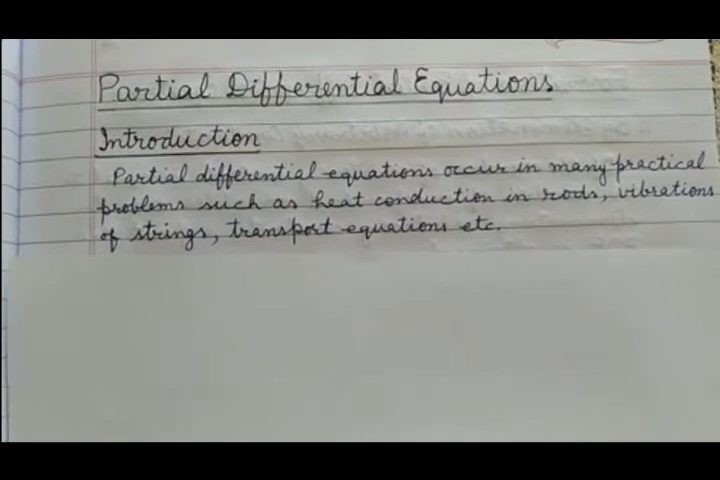 Partial Differential Equations
Introduction
Partial differential equations occur in many practical
problems such as heat conduction in rods, vibrations
of strings, transport equations etc.